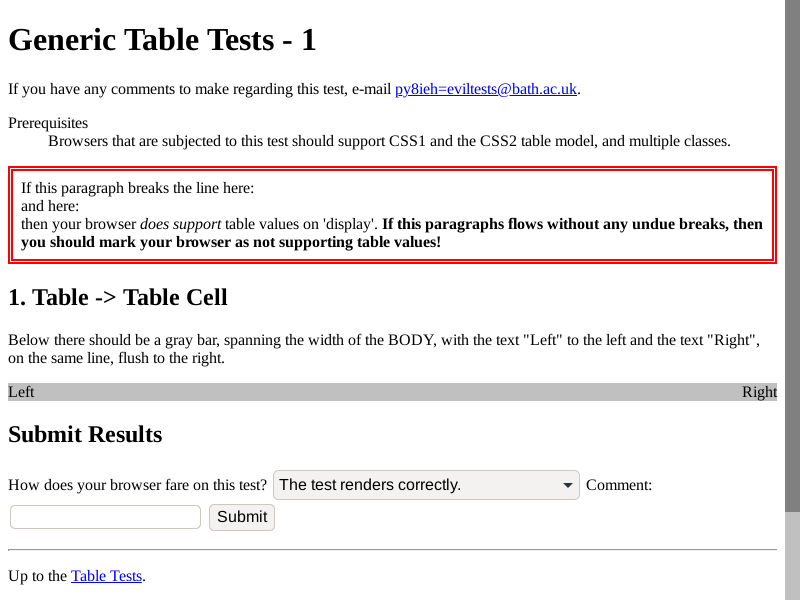 Generic Table Tests - 1
If you have any comments to make regarding this test, e-mail py8ieh=eviltests@bath.ac.uk.
Prerequisites
Browsers that are subjected to this test should support CSS1 and the CSS2 table model, and multiple classes.
If this paragraph breaks the line here:
and here:
then your browser does support table values on 'display'. If this paragraphs flows without any undue breaks, then
you should mark your browser as not supporting table values!
1. Table -> Table Cell
Below there should be a gray bar, spanning the width of the BODY, with the text "Left" to the left and the text "Right",
on the same line, flush to the right.
Left Right
Submit Results
How does your browser fare on this test? The test renders correctly. Comment:
Submit
Up to the Table Tests.